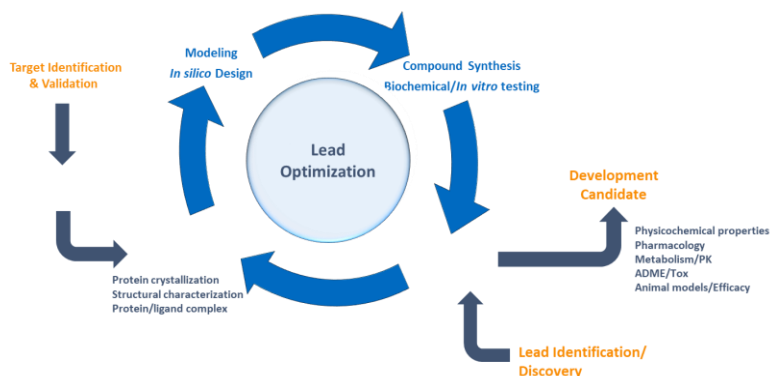 Target Identification
& Validation
Modeling
In silico Design
Compound Synthesis
Biochemical/In vitro testing
Lead
Optimization
Protein crystallization
Structural characterization
Protein/ligand complex
Development
Candidate
Physicochemical properties
Pharmacology
Metabolism/PK
ADME/Tox
Animal models/Efficacy
Lead Identification/
Discovery